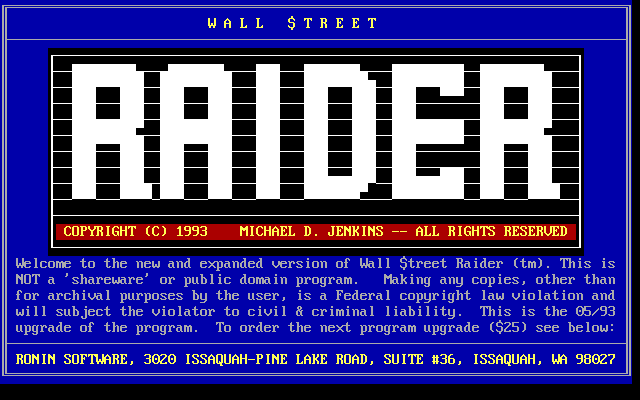 WALL $TREET
RAIDER
COPYRIGHT (C) 1993    MICHAEL D. JENKINS -- ALL RIGHTS RESERVED
Welcome to the new and expanded version of Wall $treet Raider (tm). This is
NOT a 'shareware' or public domain program.   Making any copies, other than
for archival purposes by the user, is a Federal copyright law violation and
will subject the violator to civil & criminal liability.  This is the 05/93
upgrade of the program.  To order the next program upgrade ($25) see below:
RONIN SOFTWARE, 3020 ISSAQUAH-PINE LAKE ROAD, SUITE #36, ISSAQUAH, WA 98027